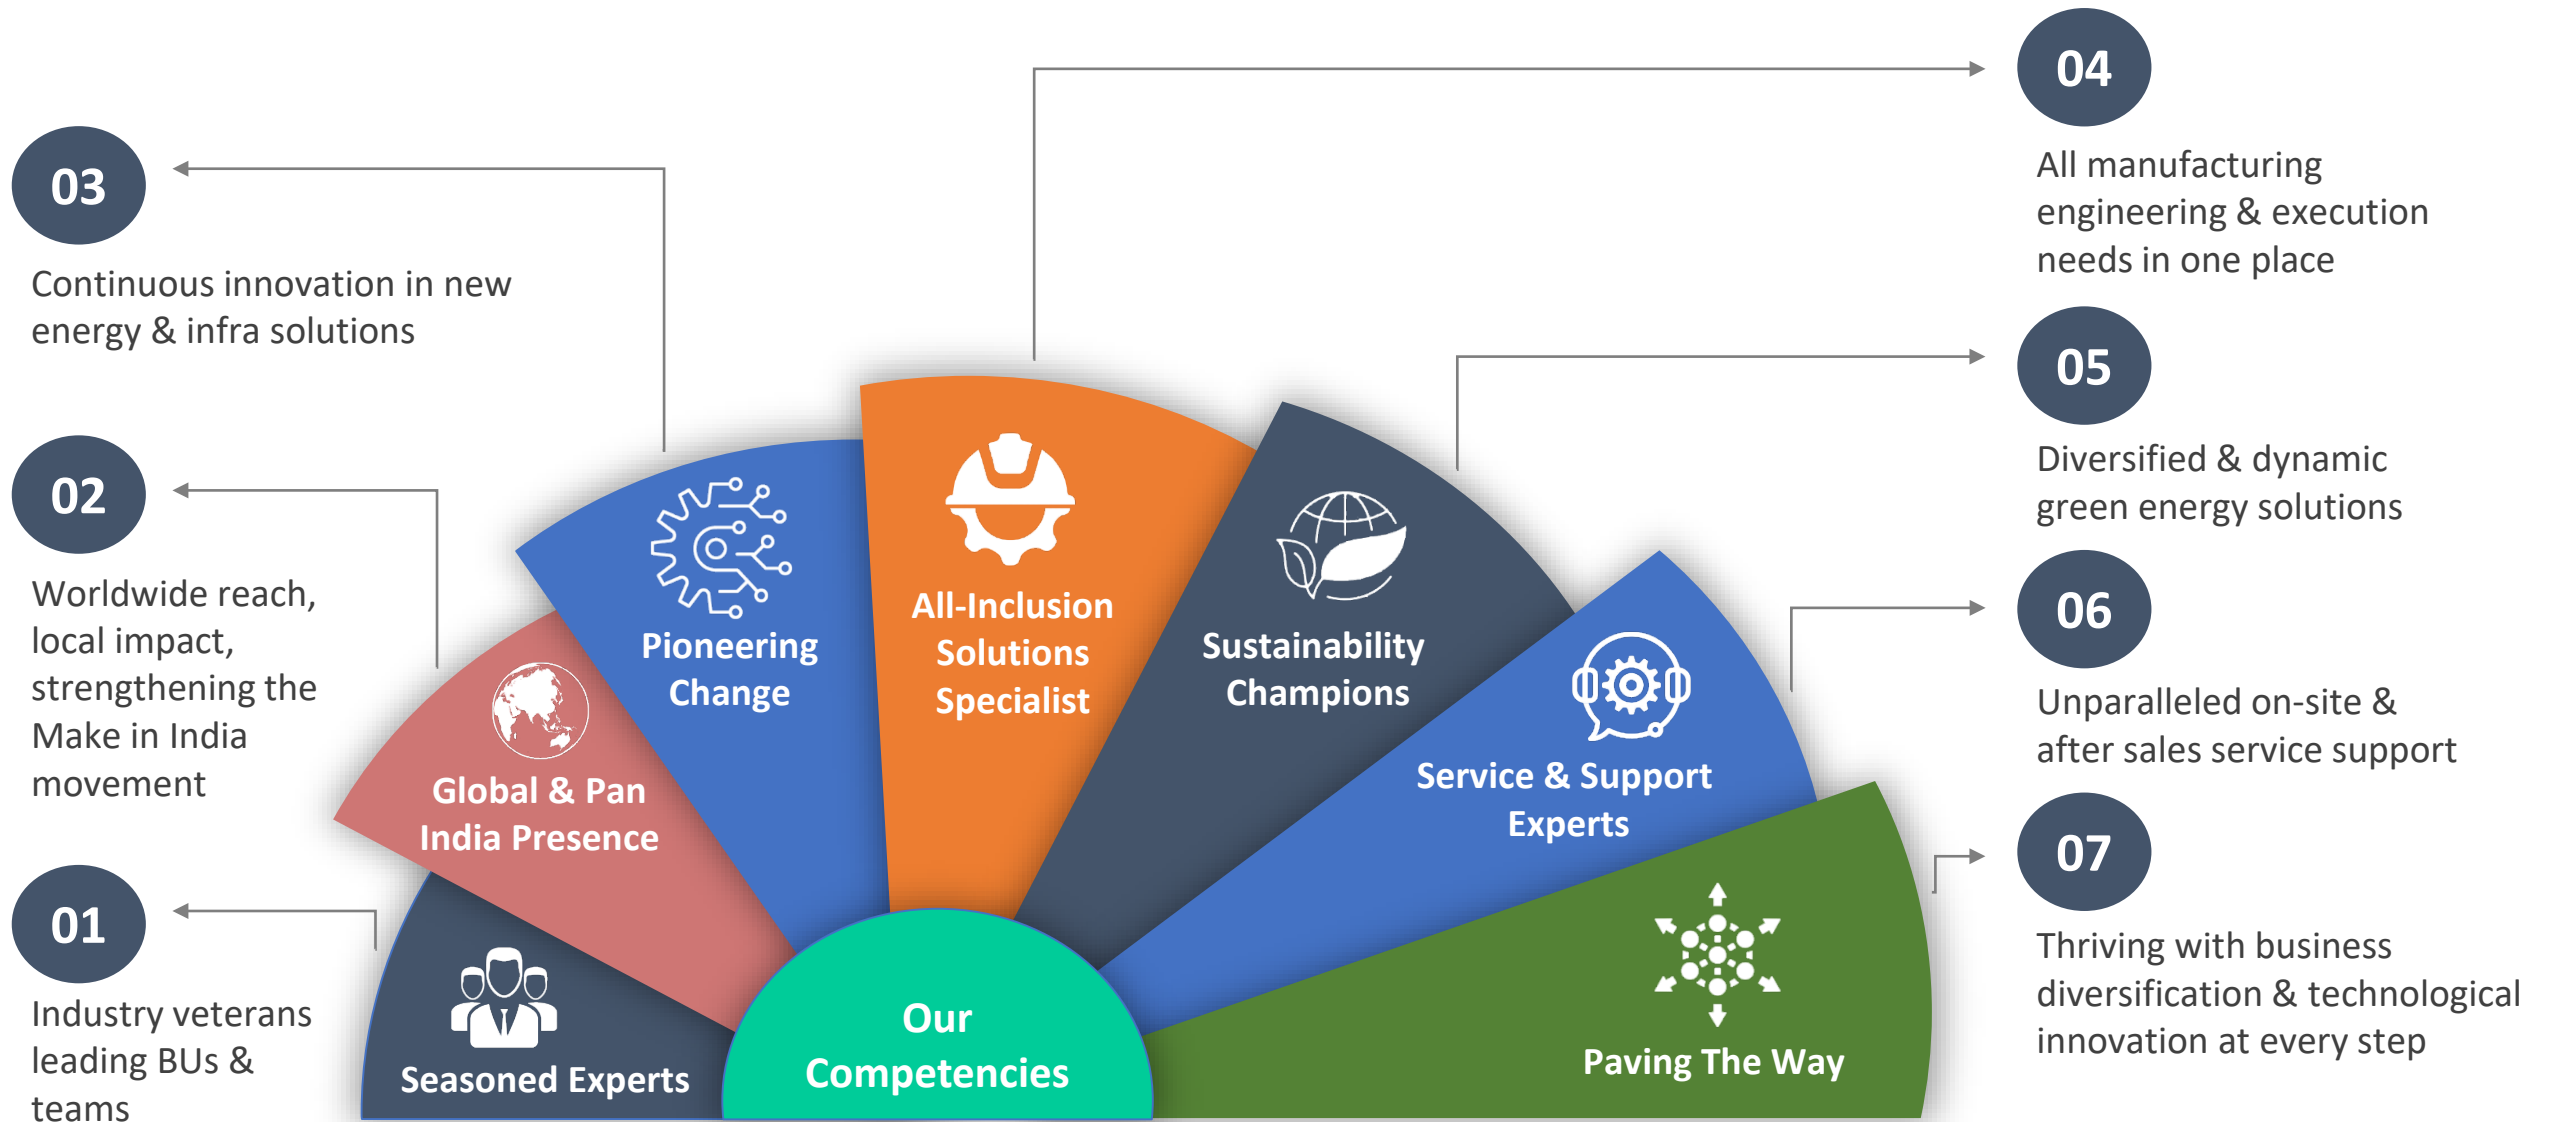 03
Continuous innovation in new
energy & infra solutions
02
Worldwide reach,
local impact,
strengthening the
Make in India
movement
01
Industry veterans
leading BUs &
teams
Seasoned Experts
Global & Pan
India Presence
Pioneering
Change
All-Inclusion
Solutions
Specialist
Sustainability
Champions
Service & Support
Experts
Paving The Way
Our
Competencies
04
All manufacturing
engineering & execution
needs in one place
05
Diversified & dynamic
green energy solutions
06
Unparalleled on-site &
after sales service support
07
Thriving with business
diversification & technological
innovation at every step